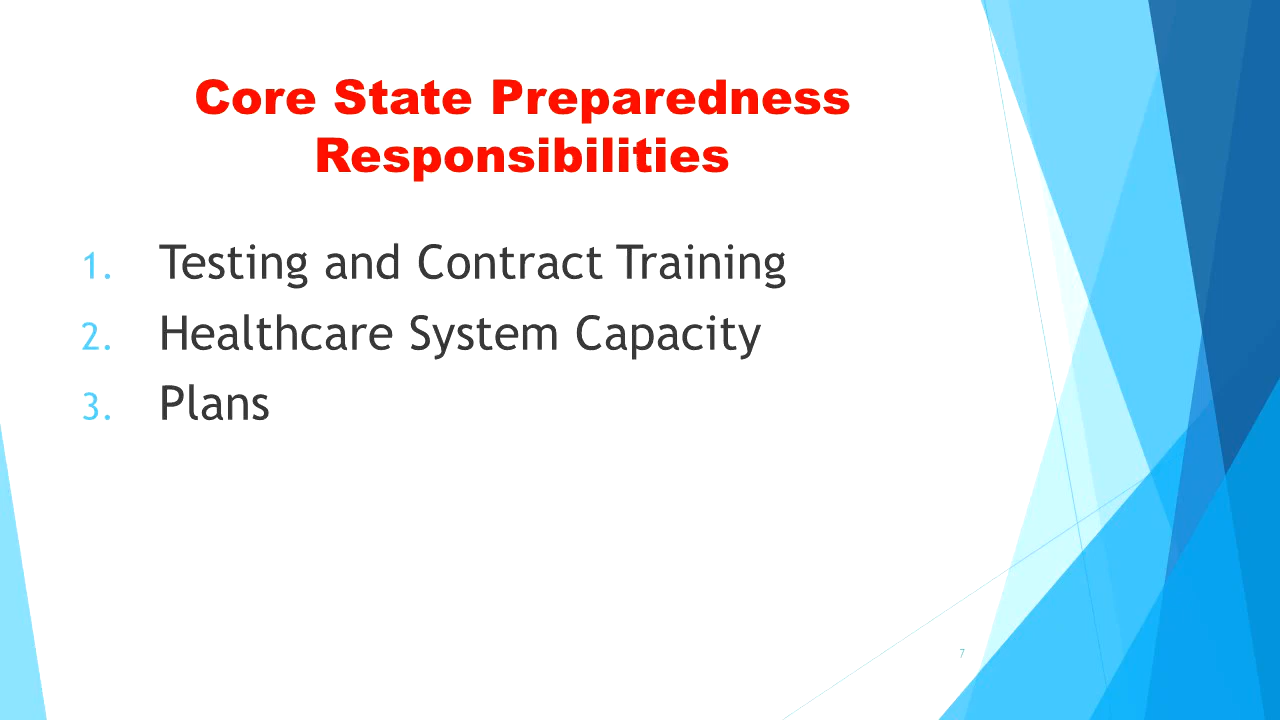 Core State Preparedness
Responsibilities
1. Testing and Contract Training
2. Healthcare System Capacity
3. Plans
7